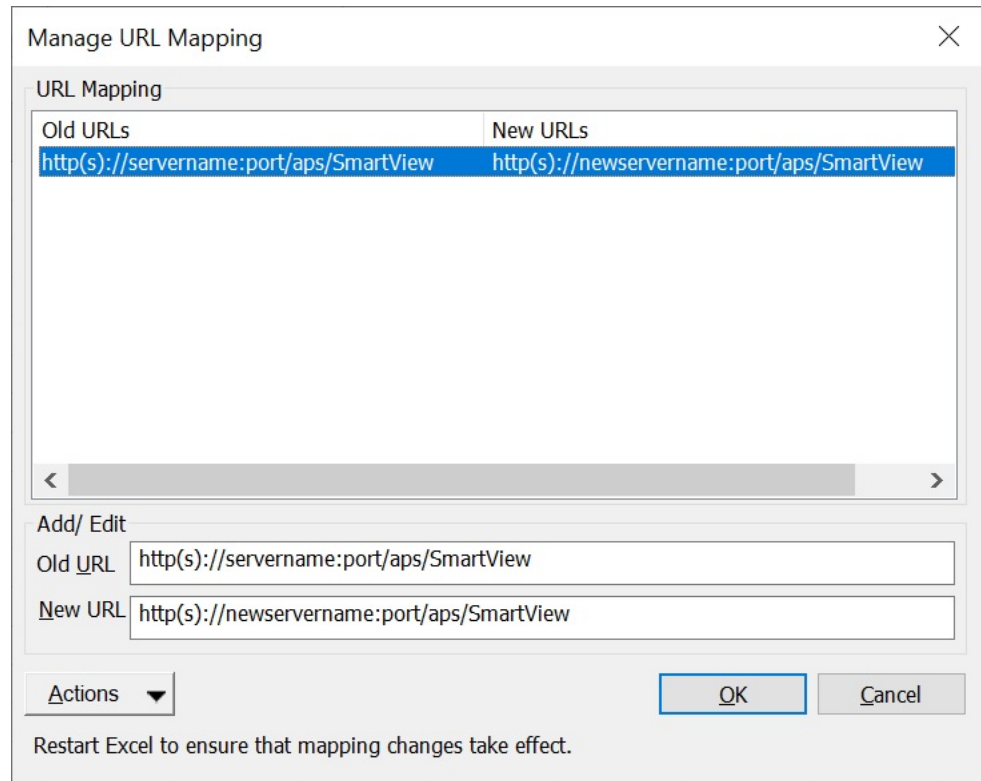 Manage URL Mapping
URL Mapping
Old URLs New URLs
http(s)://servername:port/aps/SmartView http(s)://newservername:port/aps/SmartView
Add/ Edit
Old URL http(s)://servername:port/aps/SmartView
New URL http(s)://newservername:port/aps/SmartView
Actions OK Cancel
Restart Excel to ensure that mapping changes take effect.